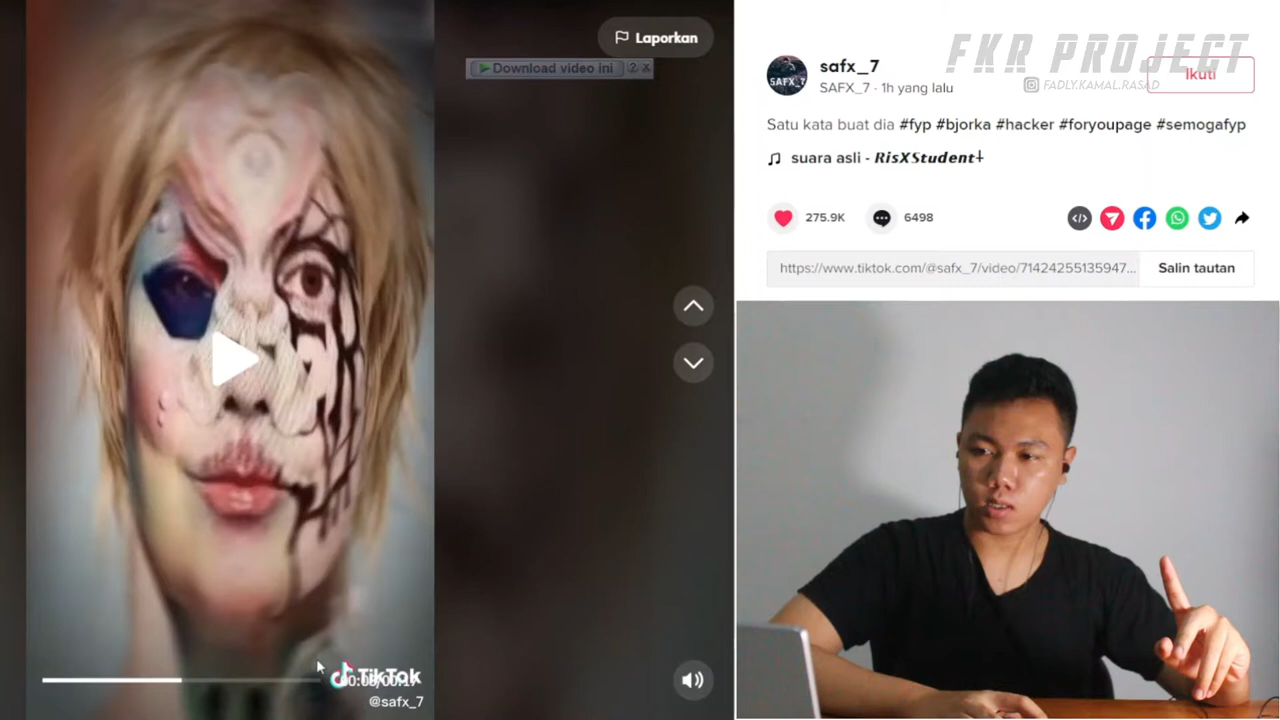 Laporkan
Download video ini
TikTok
@safx_7
FKR PROJECT
FADLY.KAMAL.RASAD
SAFX_7
safx_7
SAFX_7 · 1h yang lalu
Ikuti
Satu kata buat dia #fyp #bjorka #hacker #foryoupage #semogafyp
suara asli - RisXStudent
275.9K
6498
https://www.tiktok.com/@safx_7/video/71424255135947...
Salin tautan